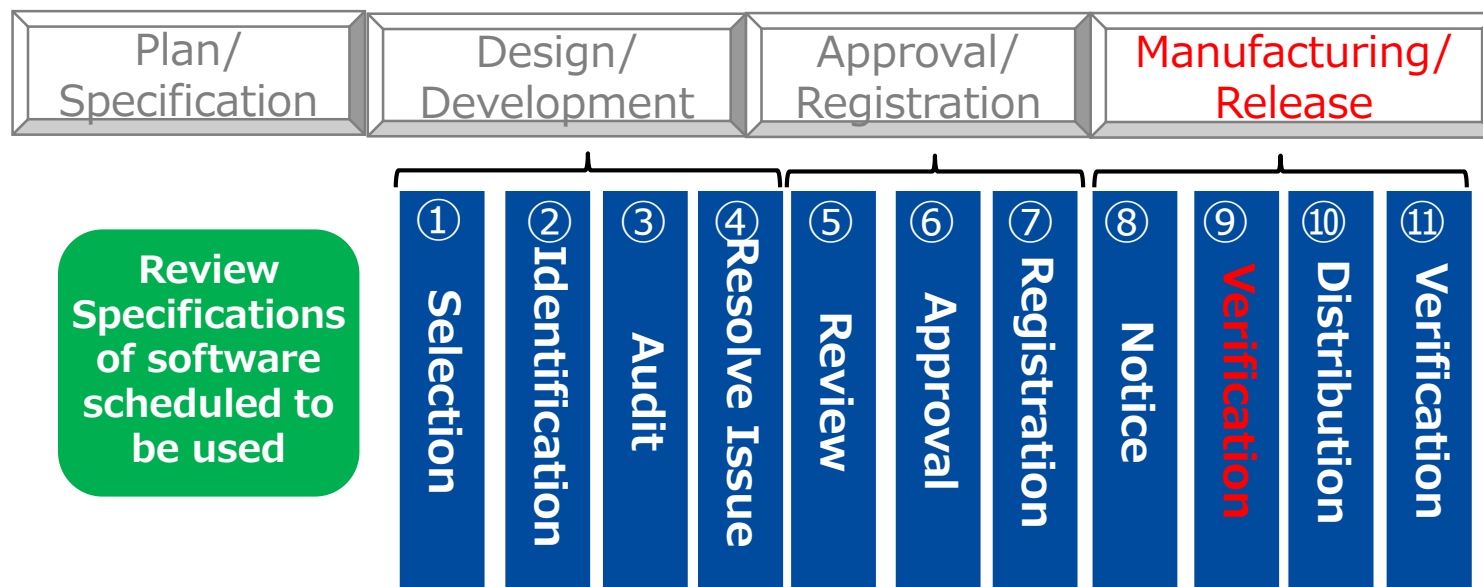 Plan/
Specification
Design/
Development
Approval/
Registration
Manufacturing/
Release
Review
Specifications
of software
scheduled to
be used
① Selection
② Identification
③ Audit
④ Resolve Issue
⑤ Review
⑥ Approval
⑦ Registration
⑧ Notice
⑨ Verification
⑩ Distribution
⑪ Verification